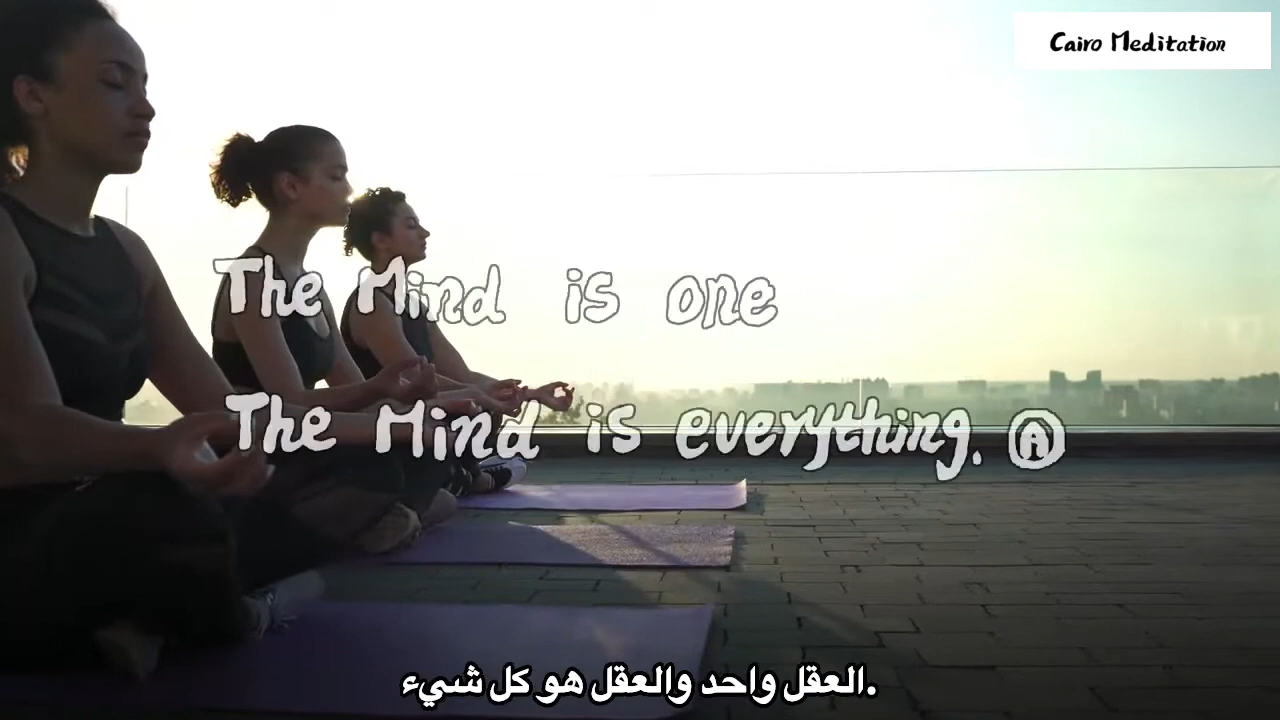 Cairo Meditation
The Mind is one
The Mind is everything. Ⓐ
العقل واحد والعقل هو كل شيء.